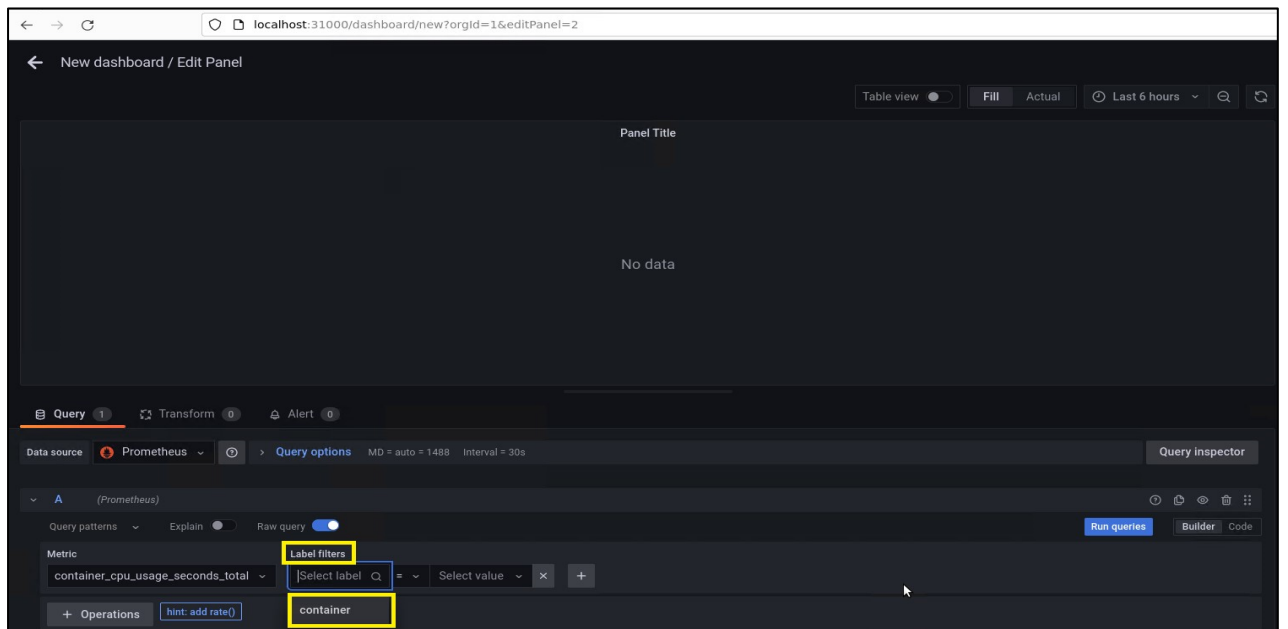 localhost:31000/dashboard/new?orgId=1&editPanel=2
New dashboard / Edit Panel
Table view Fill Actual Last 6 hours
Panel Title
No data
Query 1 Transform 0 Alert 0
Data source Prometheus Query options MD = auto = 1488 Interval = 30s Query inspector
A (Prometheus)
Query patterns Explain Raw query Run queries Builder Code
Metric Label filters
container_cpu_usage_seconds_total Select label = Select value × +
+ Operations hint: add rate() container